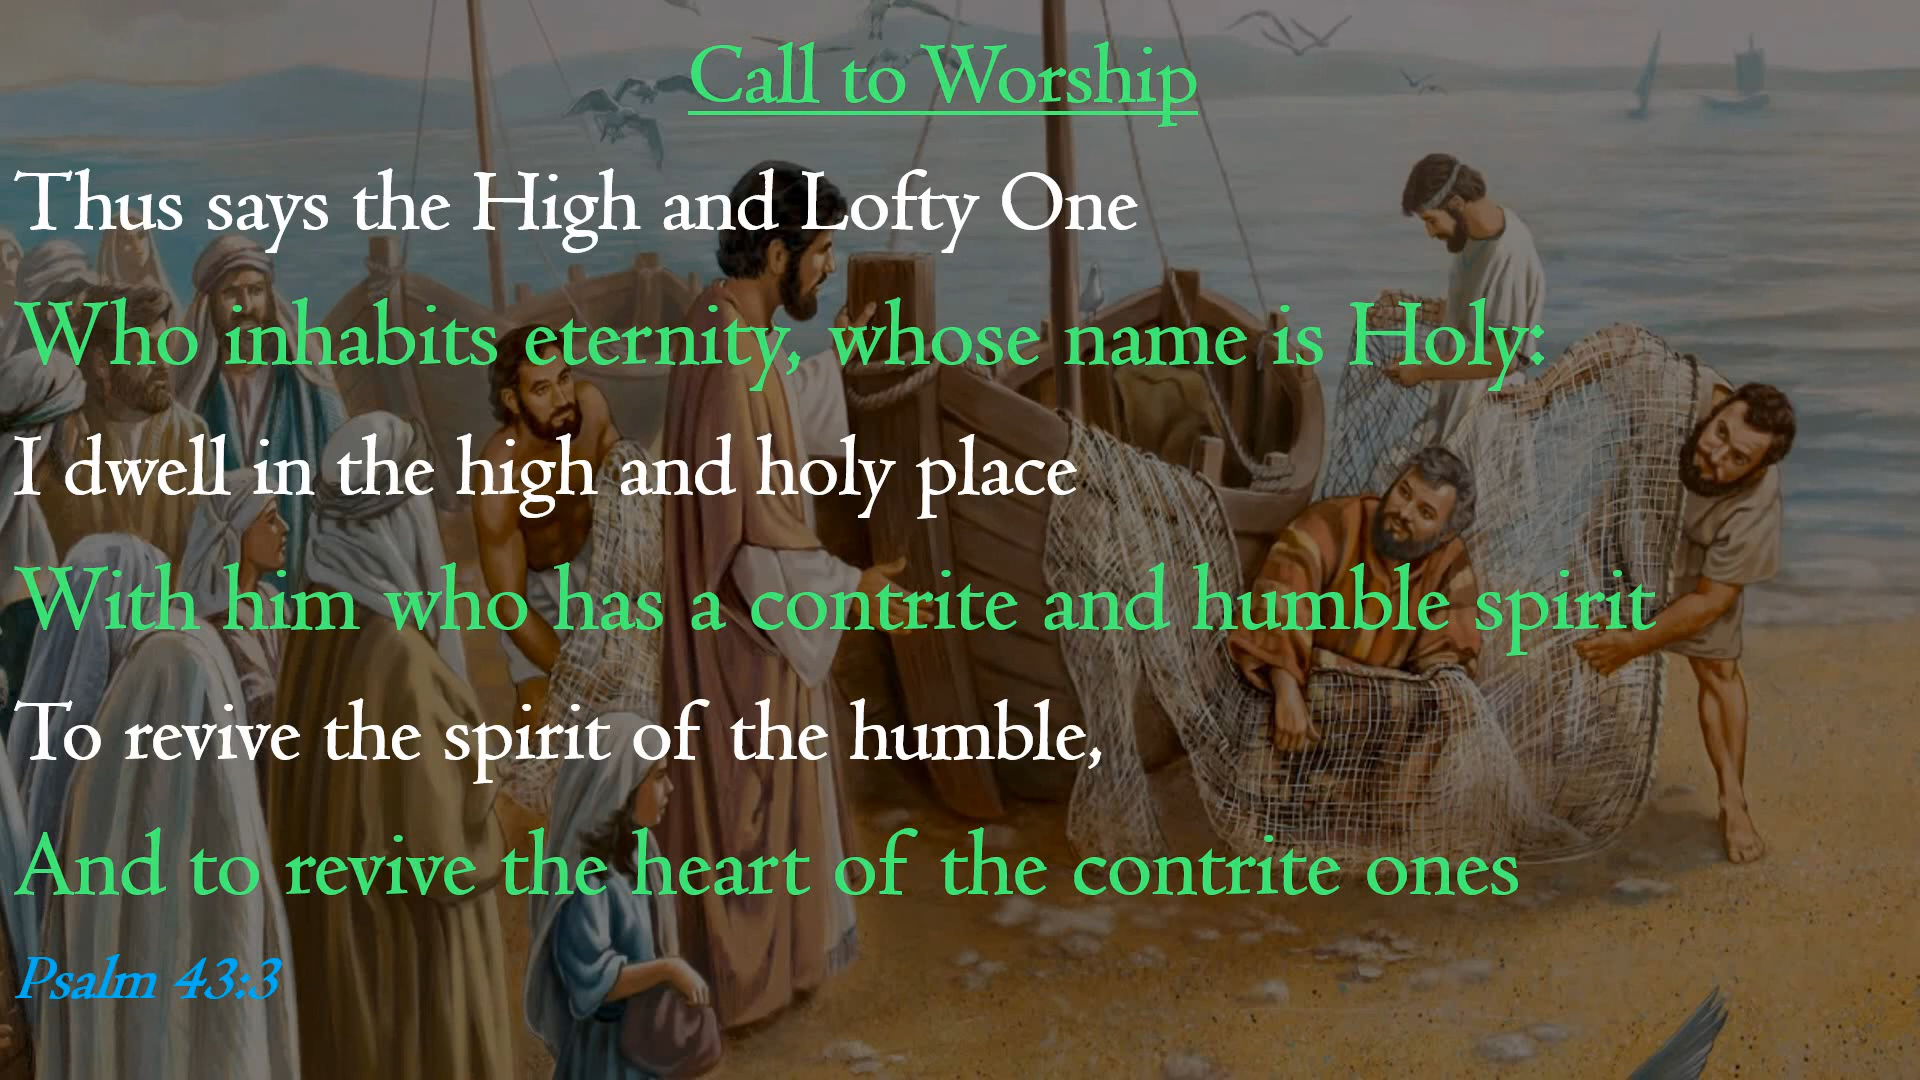 Call to Worship
Thus says the High and Lofty One
Who inhabits eternity, whose name is Holy:
I dwell in the high and holy place
With him who has a contrite and humble spirit
To revive the spirit of the humble,
And to revive the heart of the contrite ones
Psalm 43:3